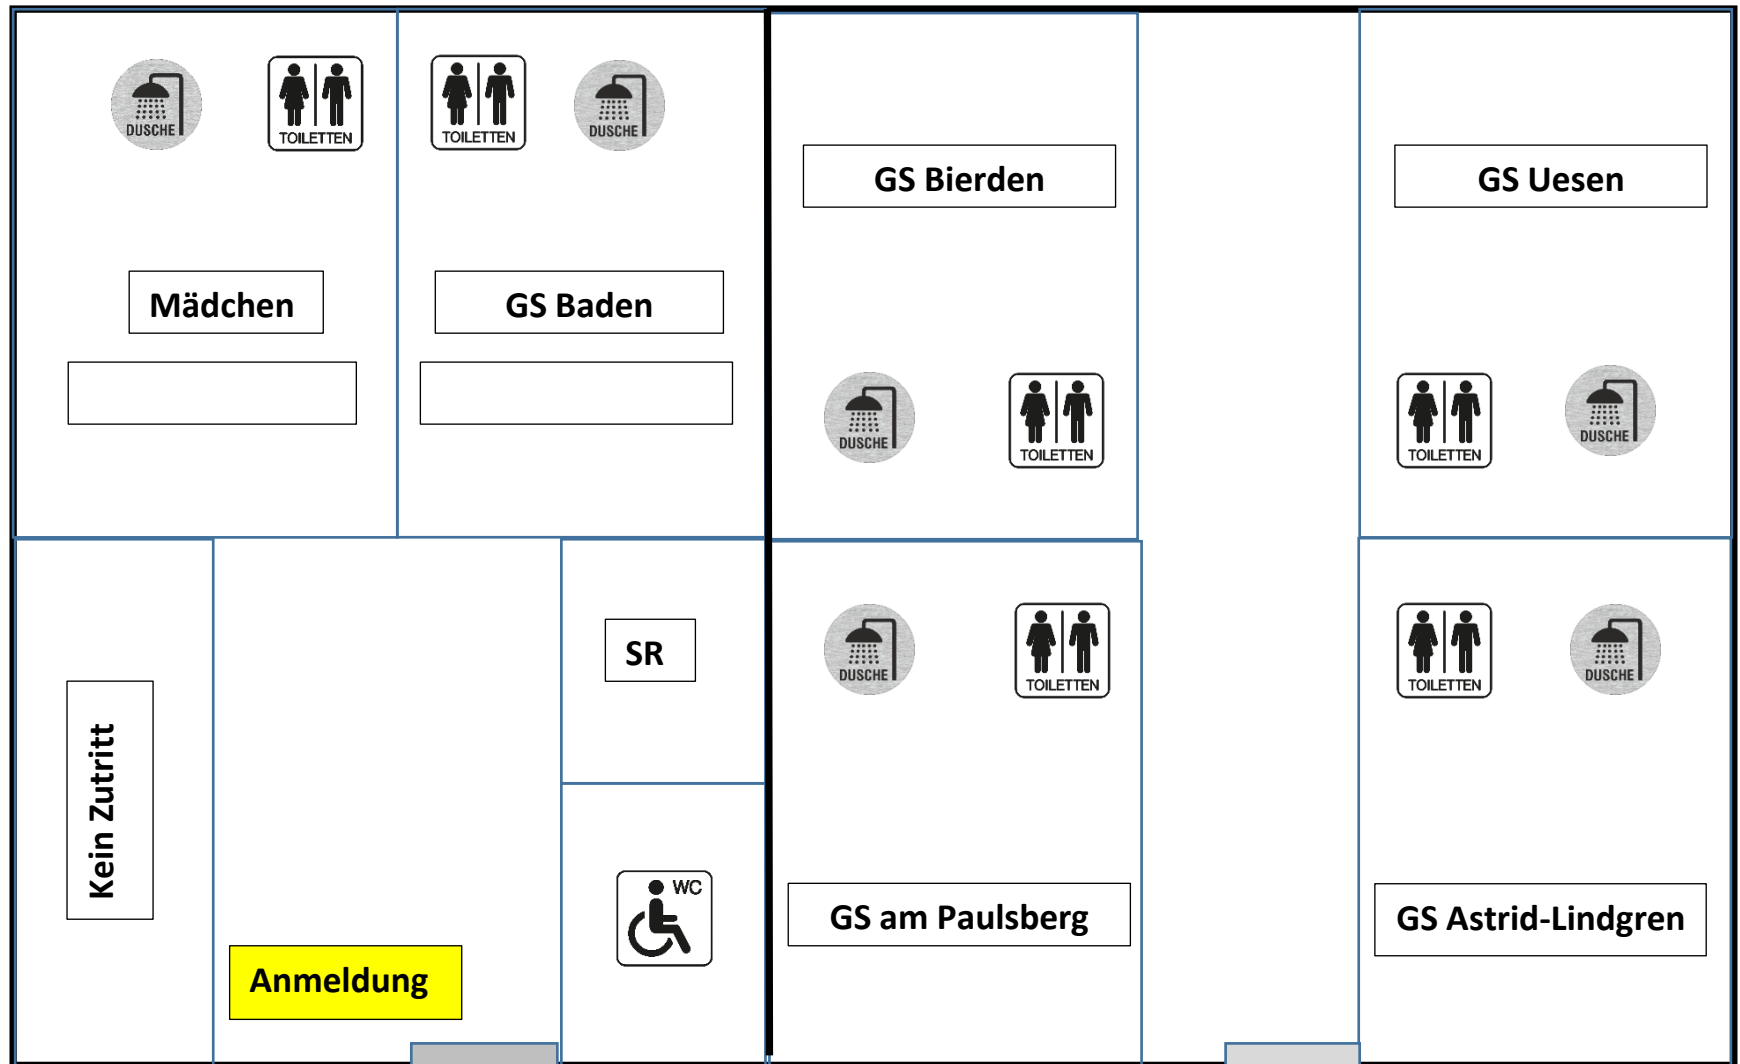 DUSCHE
TOILETTEN
TOILETTEN
DUSCHE
GS Bierden
GS Uesen
Mädchen
GS Baden
DUSCHE
TOILETTEN
TOILETTEN
DUSCHE
SR
DUSCHE
TOILETTEN
TOILETTEN
DUSCHE
Kein Zutritt
WC
GS am Paulsberg
GS Astrid-Lindgren
Anmeldung